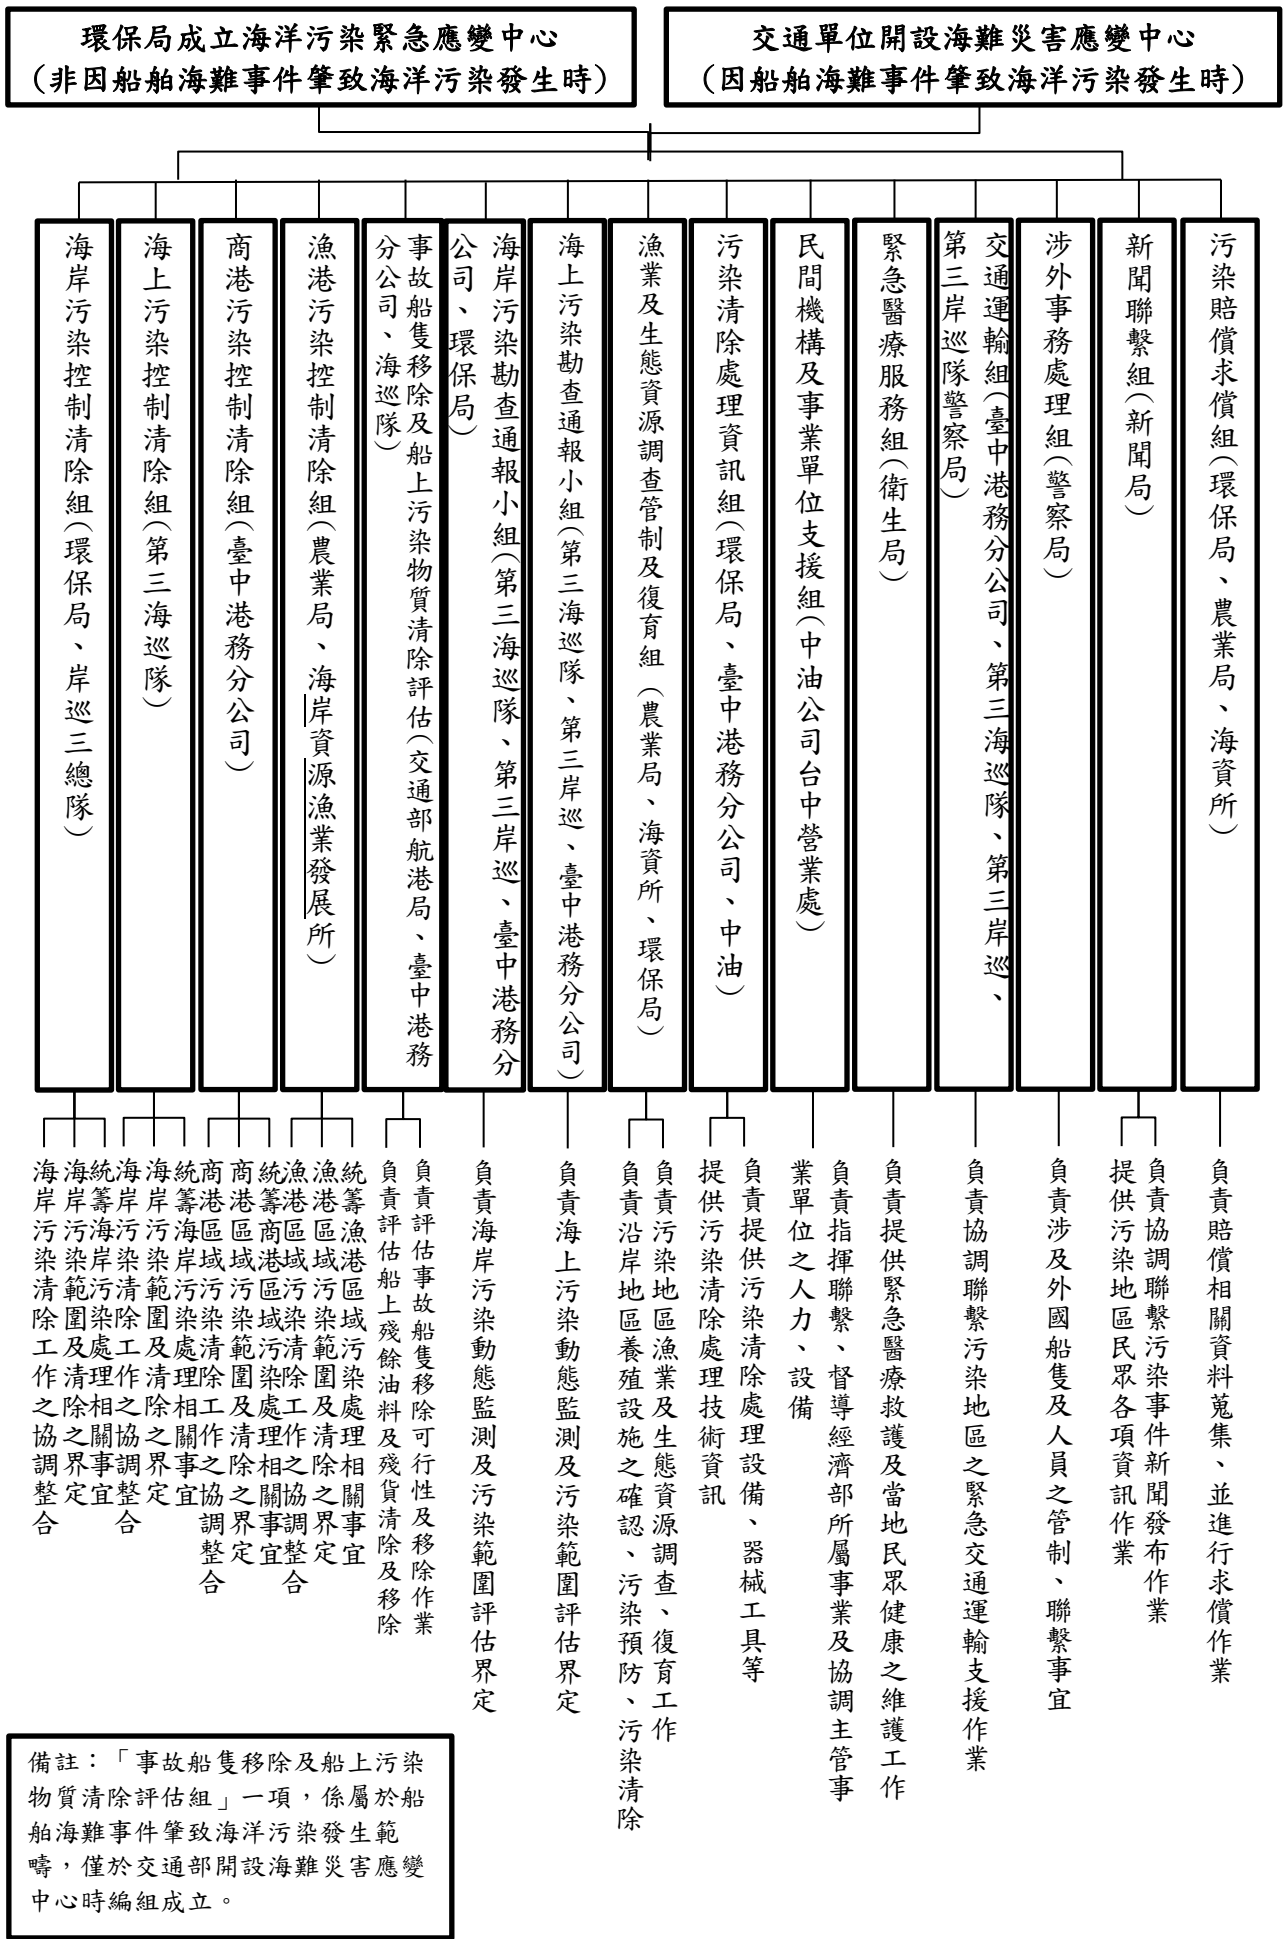 環保局成立海洋污染緊急應變中心
(非因船舶海難事件肇致海洋污染發生時)
交通單位開設海難災害應變中心
(因船舶海難事件肇致海洋污染發生時)
污染賠償求償組(環保局、農業局、海資所)
新聞聯繫組(新聞局)
涉外事務處理組(警察局)
交通運輸組(臺中港務分公司、第三海巡隊、第三岸巡、
第三岸巡隊警察局)
緊急醫療服務組(衛生局)
民間機構及事業單位支援組(中油公司台中營業處)
污染清除處理資訊組(環保局、臺中港務分公司、中油)
漁業及生態資源調查管制及復育組(農業局、海資所、環保局)
海上污染勘查通報小組(第三海巡隊、第三岸巡、臺中港務分公司)
海岸污染勘查通報小組(第三海巡隊、第三岸巡、臺中港務分
公司、環保局)
事故船隻移除及船上污染物質清除評估(交通部航港局、臺中港務
分公司、海巡隊)
漁港污染控制清除組(農業局、海岸資源漁業發展所)
商港污染控制清除組(臺中港務分公司)
海上污染控制清除組(第三海巡隊)
海岸污染控制清除組(環保局、岸巡三總隊)
負責賠償相關資料蒐集、並進行求償作業
負責協調聯繫污染事件新聞發布作業
提供污染地區民眾各項資訊作業
負責涉及外國船隻及人員之管制、聯繫事宜
負責協調聯繫污染地區之緊急交通運輸支援作業
負責提供緊急醫療救護及當地民眾健康之維護工作
負責指揮聯繫、督導經濟部所屬事業及協調主管事
業單位之人力、設備
負責提供污染清除處理設備、器械工具等
提供污染清除處理技術資訊
負責污染地區漁業及生態資源調查、復育工作
負責沿岸地區養殖設施之確認、污染預防、污染清除
負責海上污染動態監測及污染範圍評估界定
負責海岸污染動態監測及污染範圍評估界定
負責評估事故船隻移除可行性及移除作業
負責評估船上殘餘油料及殘貨清除及移除
統籌漁港區域污染處理相關事宜
漁港區域污染範圍及清除之界定
漁港區域污染清除工作之協調整合
統籌商港區域污染處理相關事宜
商港區域污染範圍及清除之界定
商港區域污染清除工作之協調整合
統籌海岸污染處理相關事宜
海岸污染範圍及清除之界定
海岸污染清除工作之協調整合
統籌海岸污染處理相關事宜
海岸污染範圍及清除之界定
海岸污染清除工作之協調整合
備註：「事故船隻移除及船上污染
物質清除評估組」一項，係屬於船
舶海難事件肇致海洋污染發生範
疇，僅於交通部開設海難災害應變
中心時編組成立。